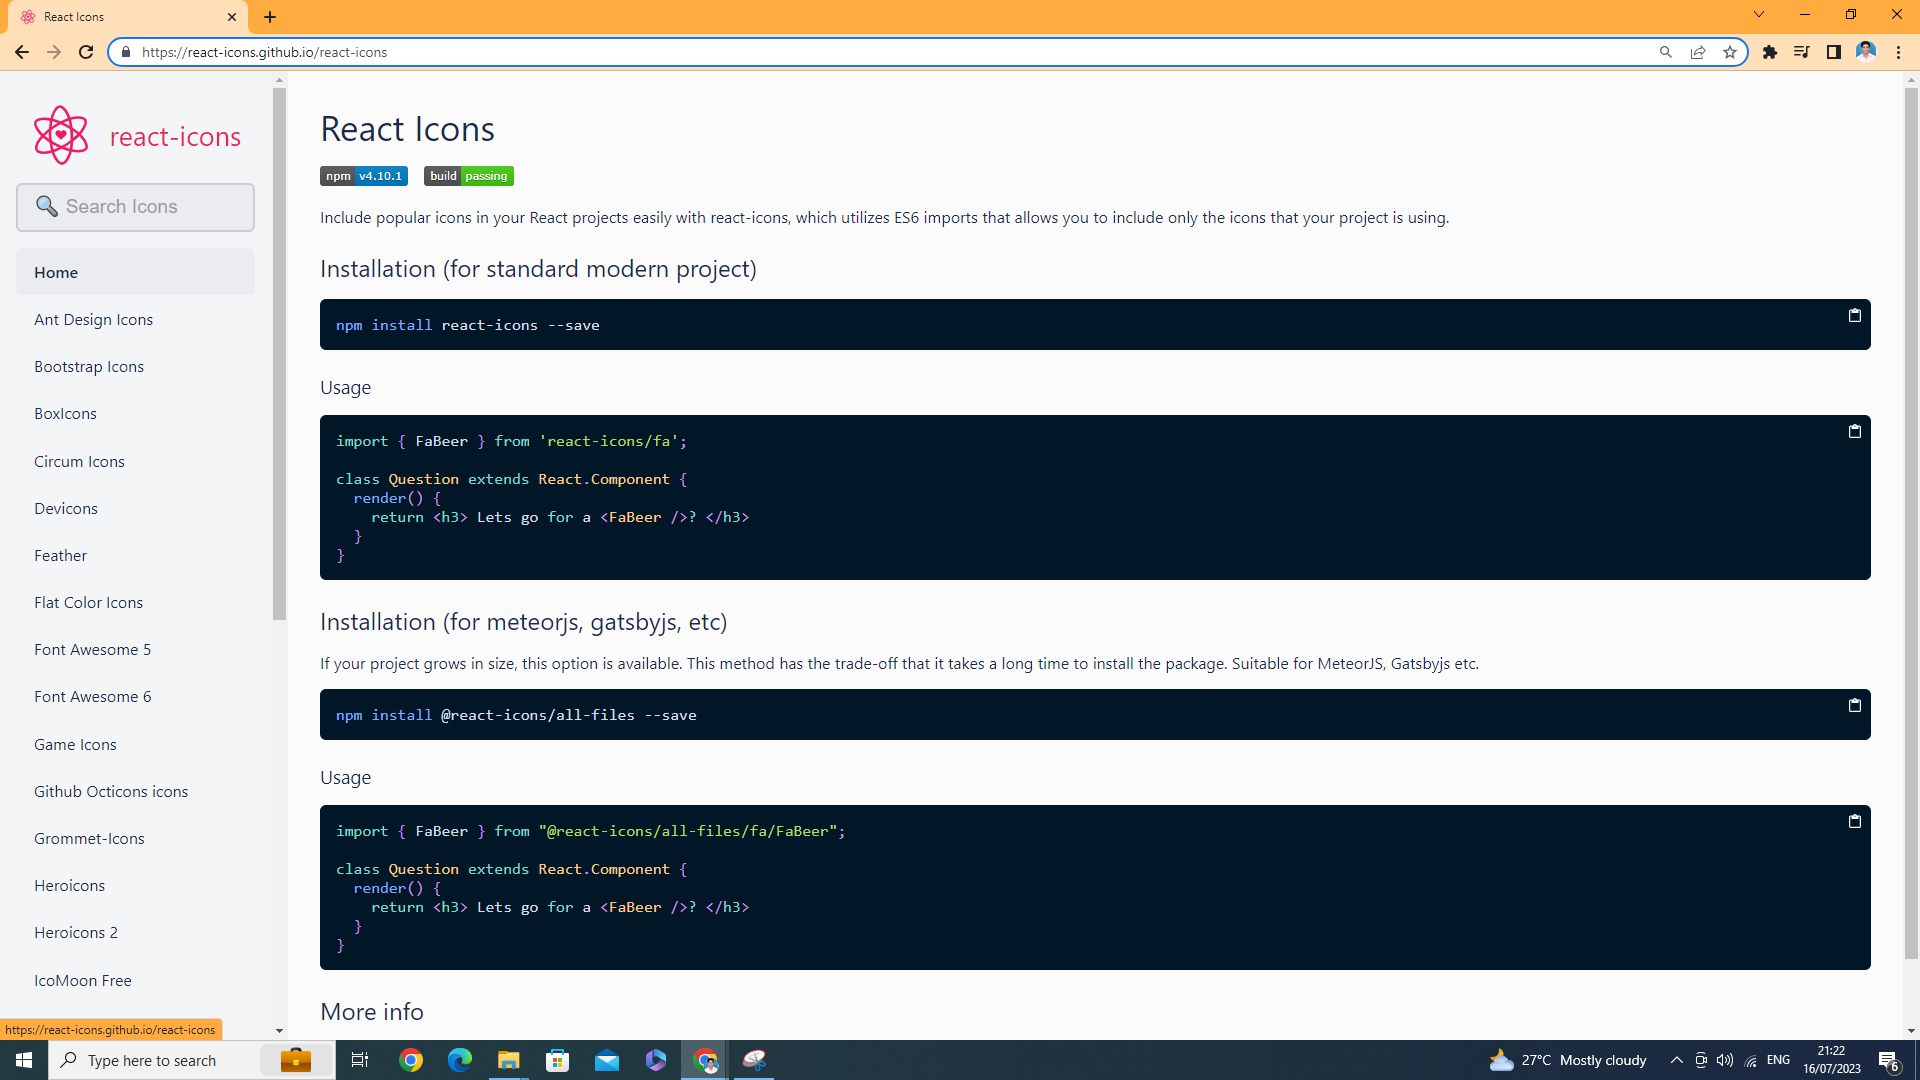 React Icons
https://react-icons.github.io/react-icons
react-icons
Search Icons
Home
Ant Design Icons
Bootstrap Icons
BoxIcons
Circum Icons
Devicons
Feather
Flat Color Icons
Font Awesome 5
Font Awesome 6
Game Icons
Github Octicons icons
Grommet-Icons
Heroicons
Heroicons 2
IcoMoon Free
https://react-icons.github.io/react-icons
React Icons
npm v4.10.1 build passing
Include popular icons in your React projects easily with react-icons, which utilizes ES6 imports that allows you to include only the icons that your project is using.
Installation (for standard modern project)
npm install react-icons --save
Usage
import { FaBeer } from 'react-icons/fa';
class Question extends React.Component {
  render() {
    return <h3> Lets go for a <FaBeer />? </h3>
  }
}
Installation (for meteorjs, gatsbyjs, etc)
If your project grows in size, this option is available. This method has the trade-off that it takes a long time to install the package. Suitable for MeteorJS, Gatsbyjs etc.
npm install @react-icons/all-files --save
Usage
import { FaBeer } from "@react-icons/all-files/fa/FaBeer";
class Question extends React.Component {
  render() {
    return <h3> Lets go for a <FaBeer />? </h3>
  }
}
More info
Type here to search
27°C Mostly cloudy
ENG
21:22
16/07/2023
6